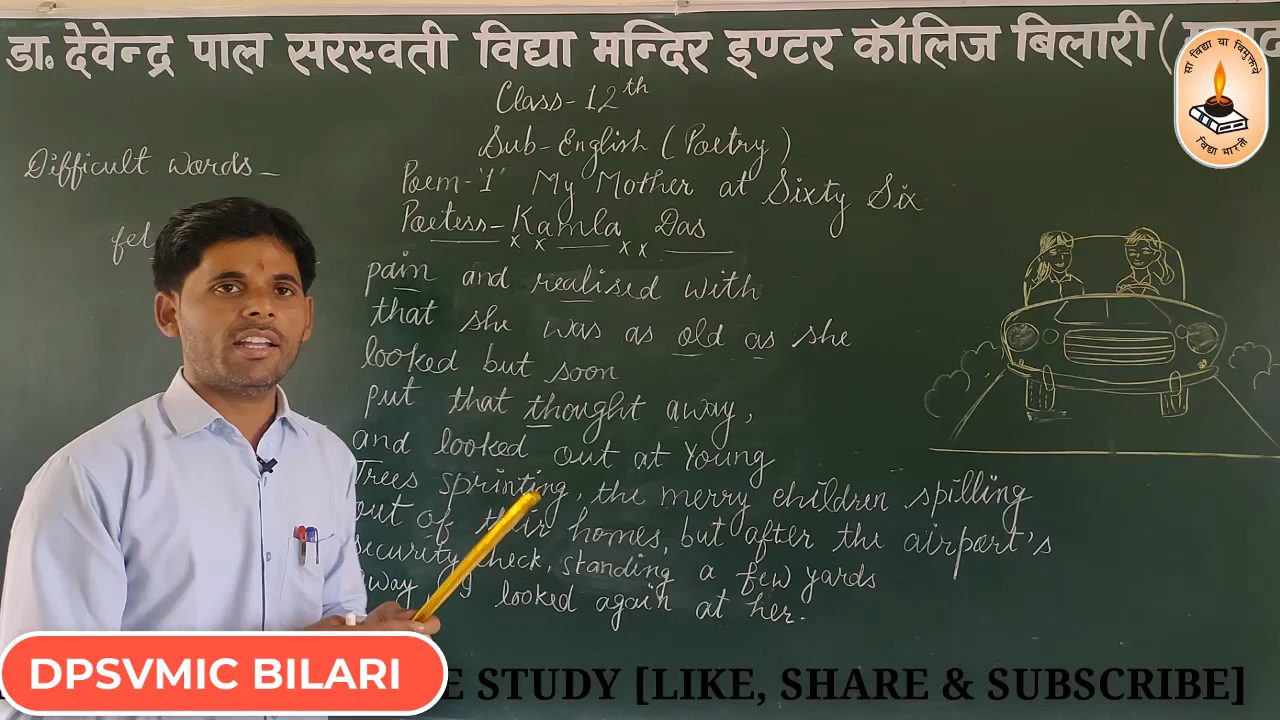 डा. देवेन्द्र पाल सरस्वती विद्या मन्दिर इण्टर कॉलिज बिलारी (
सा विद्या या विमुक्तये
विद्या भारती
Class-12th
Sub-English (Poetry)
Difficult words-
Poem-'1' My Mother at Sixty Six
Poetess-Kamla Das
fel
pain and realised with
that she was as old as she
looked but soon
put that thought away,
and looked out at Young
Trees sprinting, the merry children spilling
out of their homes, but after the airport's
security check, standing a few yards
away, looked again at her.
DPSVMIC BILARI
E STUDY [LIKE, SHARE & SUBSCRIBE]